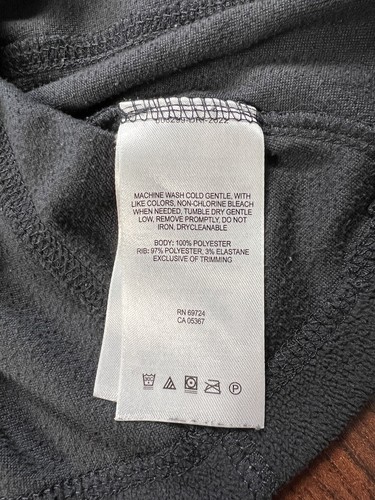 MACHINE WASH COLD GENTLE, WITH
LIKE COLORS, NON-CHLORINE BLEACH
WHEN NEEDED, TUMBLE DRY GENTLE
LOW, REMOVE PROMPTLY, DO NOT
IRON, DRYCLEANABLE
BODY: 100% POLYESTER
RIB: 97% POLYESTER, 3% ELASTANE
EXCLUSIVE OF TRIMMING
RN 69724
CA 05367
P